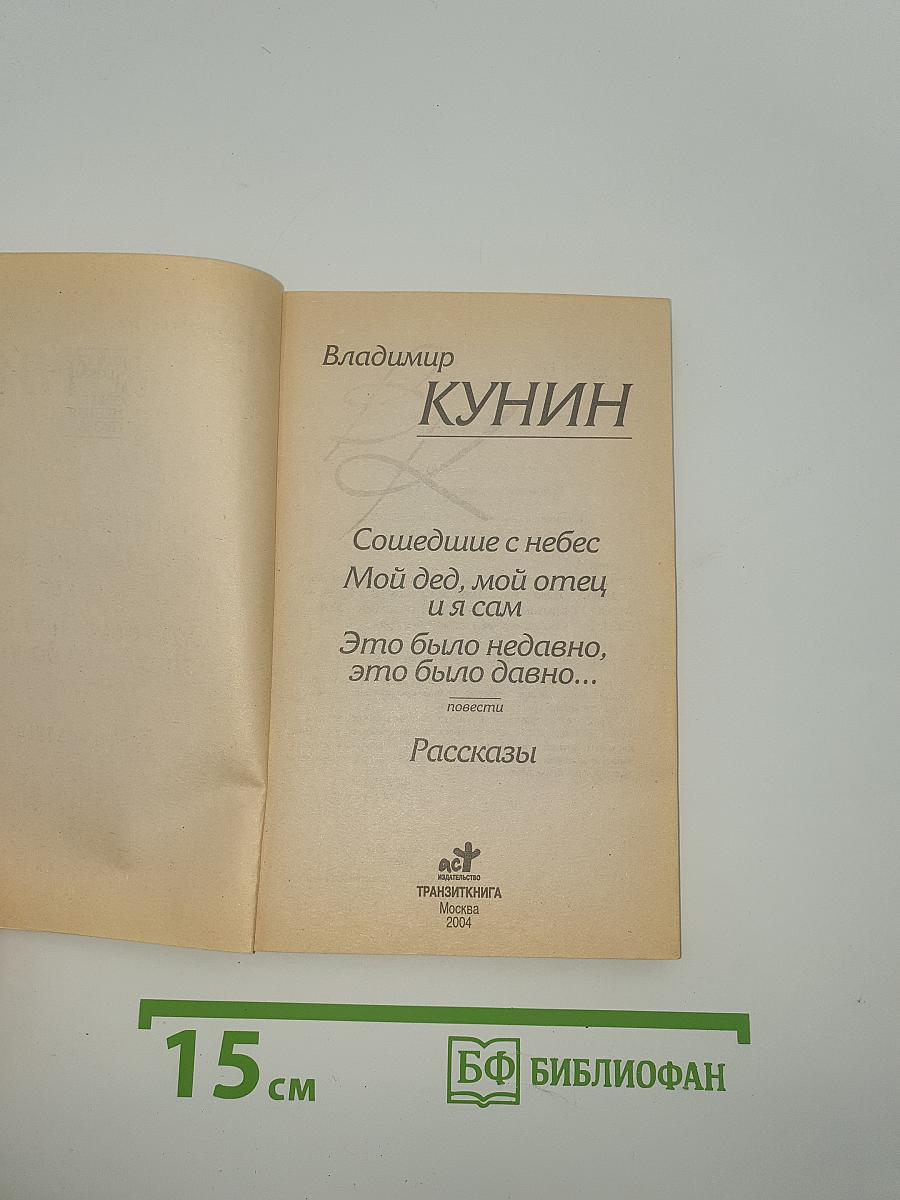 Владимир
КУНИН
Сошедшие с небес
Мой дед, мой отец
и я сам
Это было недавно,
это было давно...
повести
Рассказы
аст
ИЗДАТЕЛЬСТВО
ТРАНЗИТКНИГА
Москва
2004
15 см
БФ БИБЛИОФАН